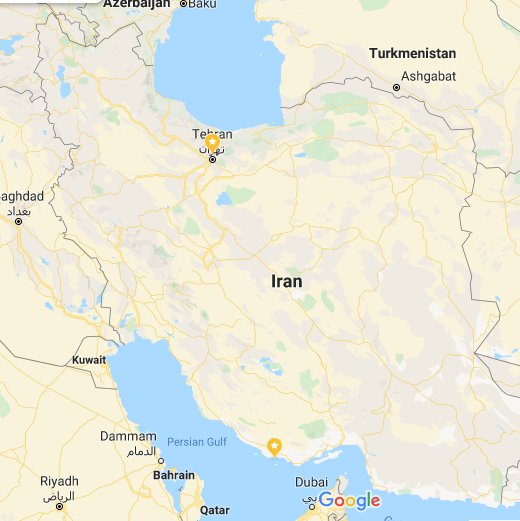 Azerbaijan
Baku
Turkmenistan
Ashgabat
Tehran
تهران
Baghdad
بغداد
Iran
Kuwait
Persian Gulf
Dammam
الدمام
Bahrain
Riyadh
الرياض
Dubai
دبي
Google
Qatar